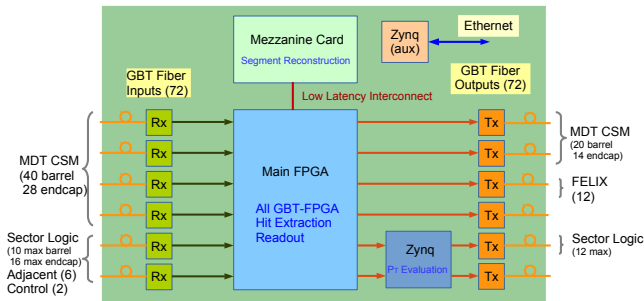 Mezzanine Card
Segment Reconstruction
Zynq
(aux)
Ethernet
GBT Fiber
Inputs (72)
GBT Fiber
Outputs (72)
Low Latency Interconnect
MDT CSM
(40 barrel
28 endcap)
Sector Logic
(10 max barrel
16 max endcap)
Adjacent (6)
Control (2)
Rx
Rx
Rx
Rx
Rx
Rx
Main FPGA
All GBT-FPGA
Hit Extraction
Readout
Zynq
PT Evaluation
Tx
Tx
Tx
Tx
Tx
Tx
MDT CSM
(20 barrel
14 endcap)
FELIX
(12)
Sector Logic
(12 max)